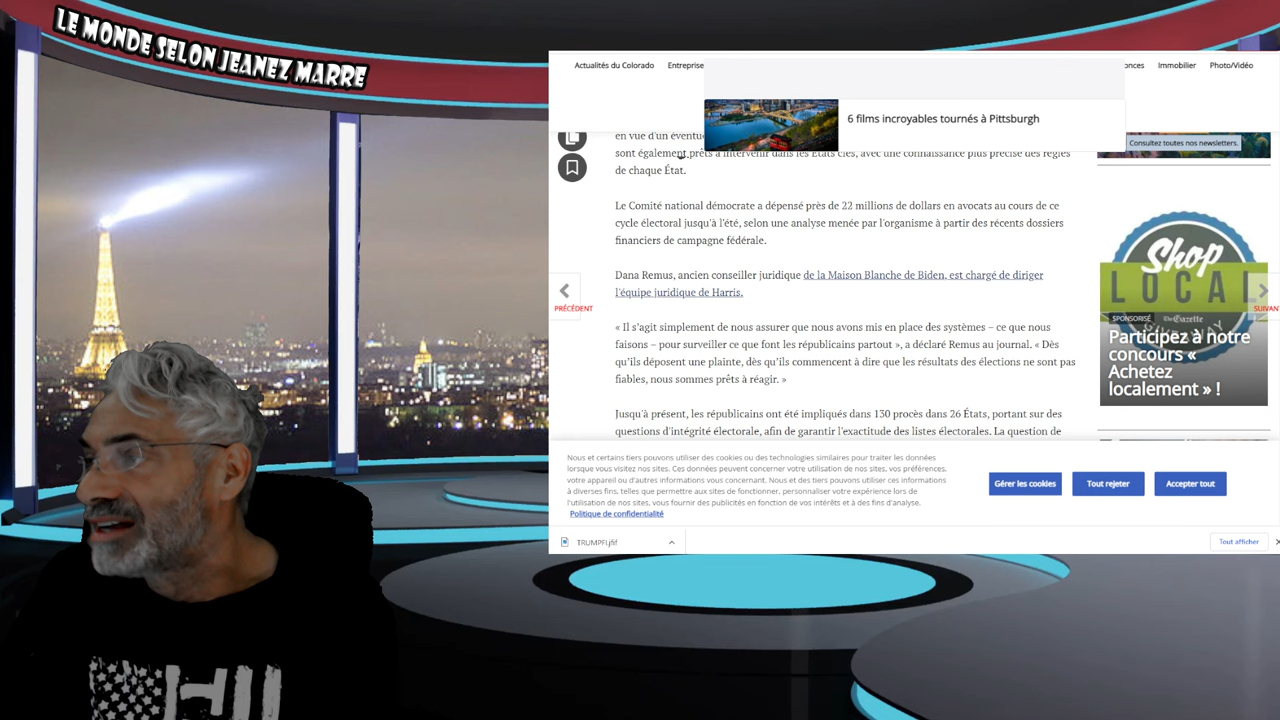 LE MONDE SELON JEANEZ MARRE
Actualités du Colorado
Entreprise
onces
Immobilier
Photo/Vidéo
6 films incroyables tournés à Pittsburgh
en vue d'un
sont également prêts à intervenir dans les États clés, avec une connaissance plus précise des règles
de chaque État.
Le Comité national démocrate a dépensé près de 22 millions de dollars en avocats au cours de ce
cycle électoral jusqu'à l'été, selon une analyse menée par l'organisme à partir des récents dossiers
financiers de campagne fédérale.
Dana Remus, ancien conseiller juridique de la Maison Blanche de Biden, est chargé de diriger
l'équipe juridique de Harris.
« Il s'agit simplement de nous assurer que nous avons mis en place des systèmes – ce que nous
faisons – pour surveiller ce que font les républicains partout », a déclaré Remus au journal. « Dès
qu'ils déposent une plainte, dès qu'ils commencent à dire que les résultats des élections ne sont pas
fiables, nous sommes prêts à réagir. »
Jusqu'à présent, les républicains ont été impliqués dans 130 procès dans 26 États, portant sur des
questions d'intégrité électorale, afin de garantir l'exactitude des listes électorales. La question de
PRÉCÉDENT
SUIVAN
Consultez toutes nos newsletters.
Shop
LOCAL
SPONSORISÉ
The Gazette
Participez à notre
concours «
Achetez
localement » !
Nous et certains tiers pouvons utiliser des cookies ou des technologies similaires pour traiter les données
lorsque vous visitez nos sites. Ces données peuvent concerner votre utilisation de nos sites, vos préférences,
votre appareil ou d'autres informations vous concernant. Nous et des tiers pouvons utiliser ces informations
à diverses fins, telles que permettre aux sites de fonctionner, personnaliser votre expérience lors de
l'utilisation de nos sites, vous fournir des publicités en fonction de vos intérêts et à des fins d'analyse.
Politique de confidentialité
Gérer les cookies
Tout rejeter
Accepter tout
TRUMPFI.jfif
Tout afficher